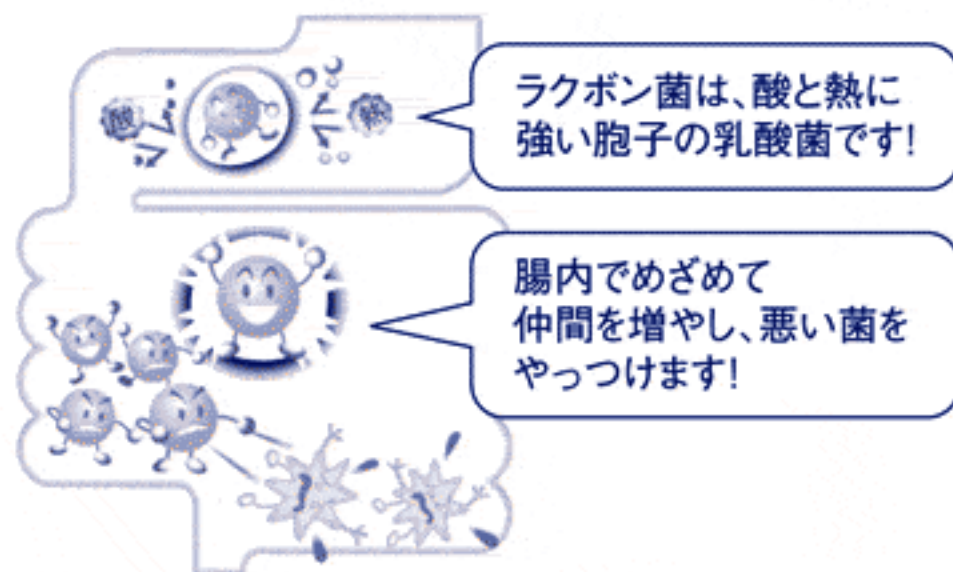 酸
ラクボン菌は、酸と熱に
強い胞子の乳酸菌です!
腸内でめざめて
仲間を増やし、悪い菌を
やっつけます!